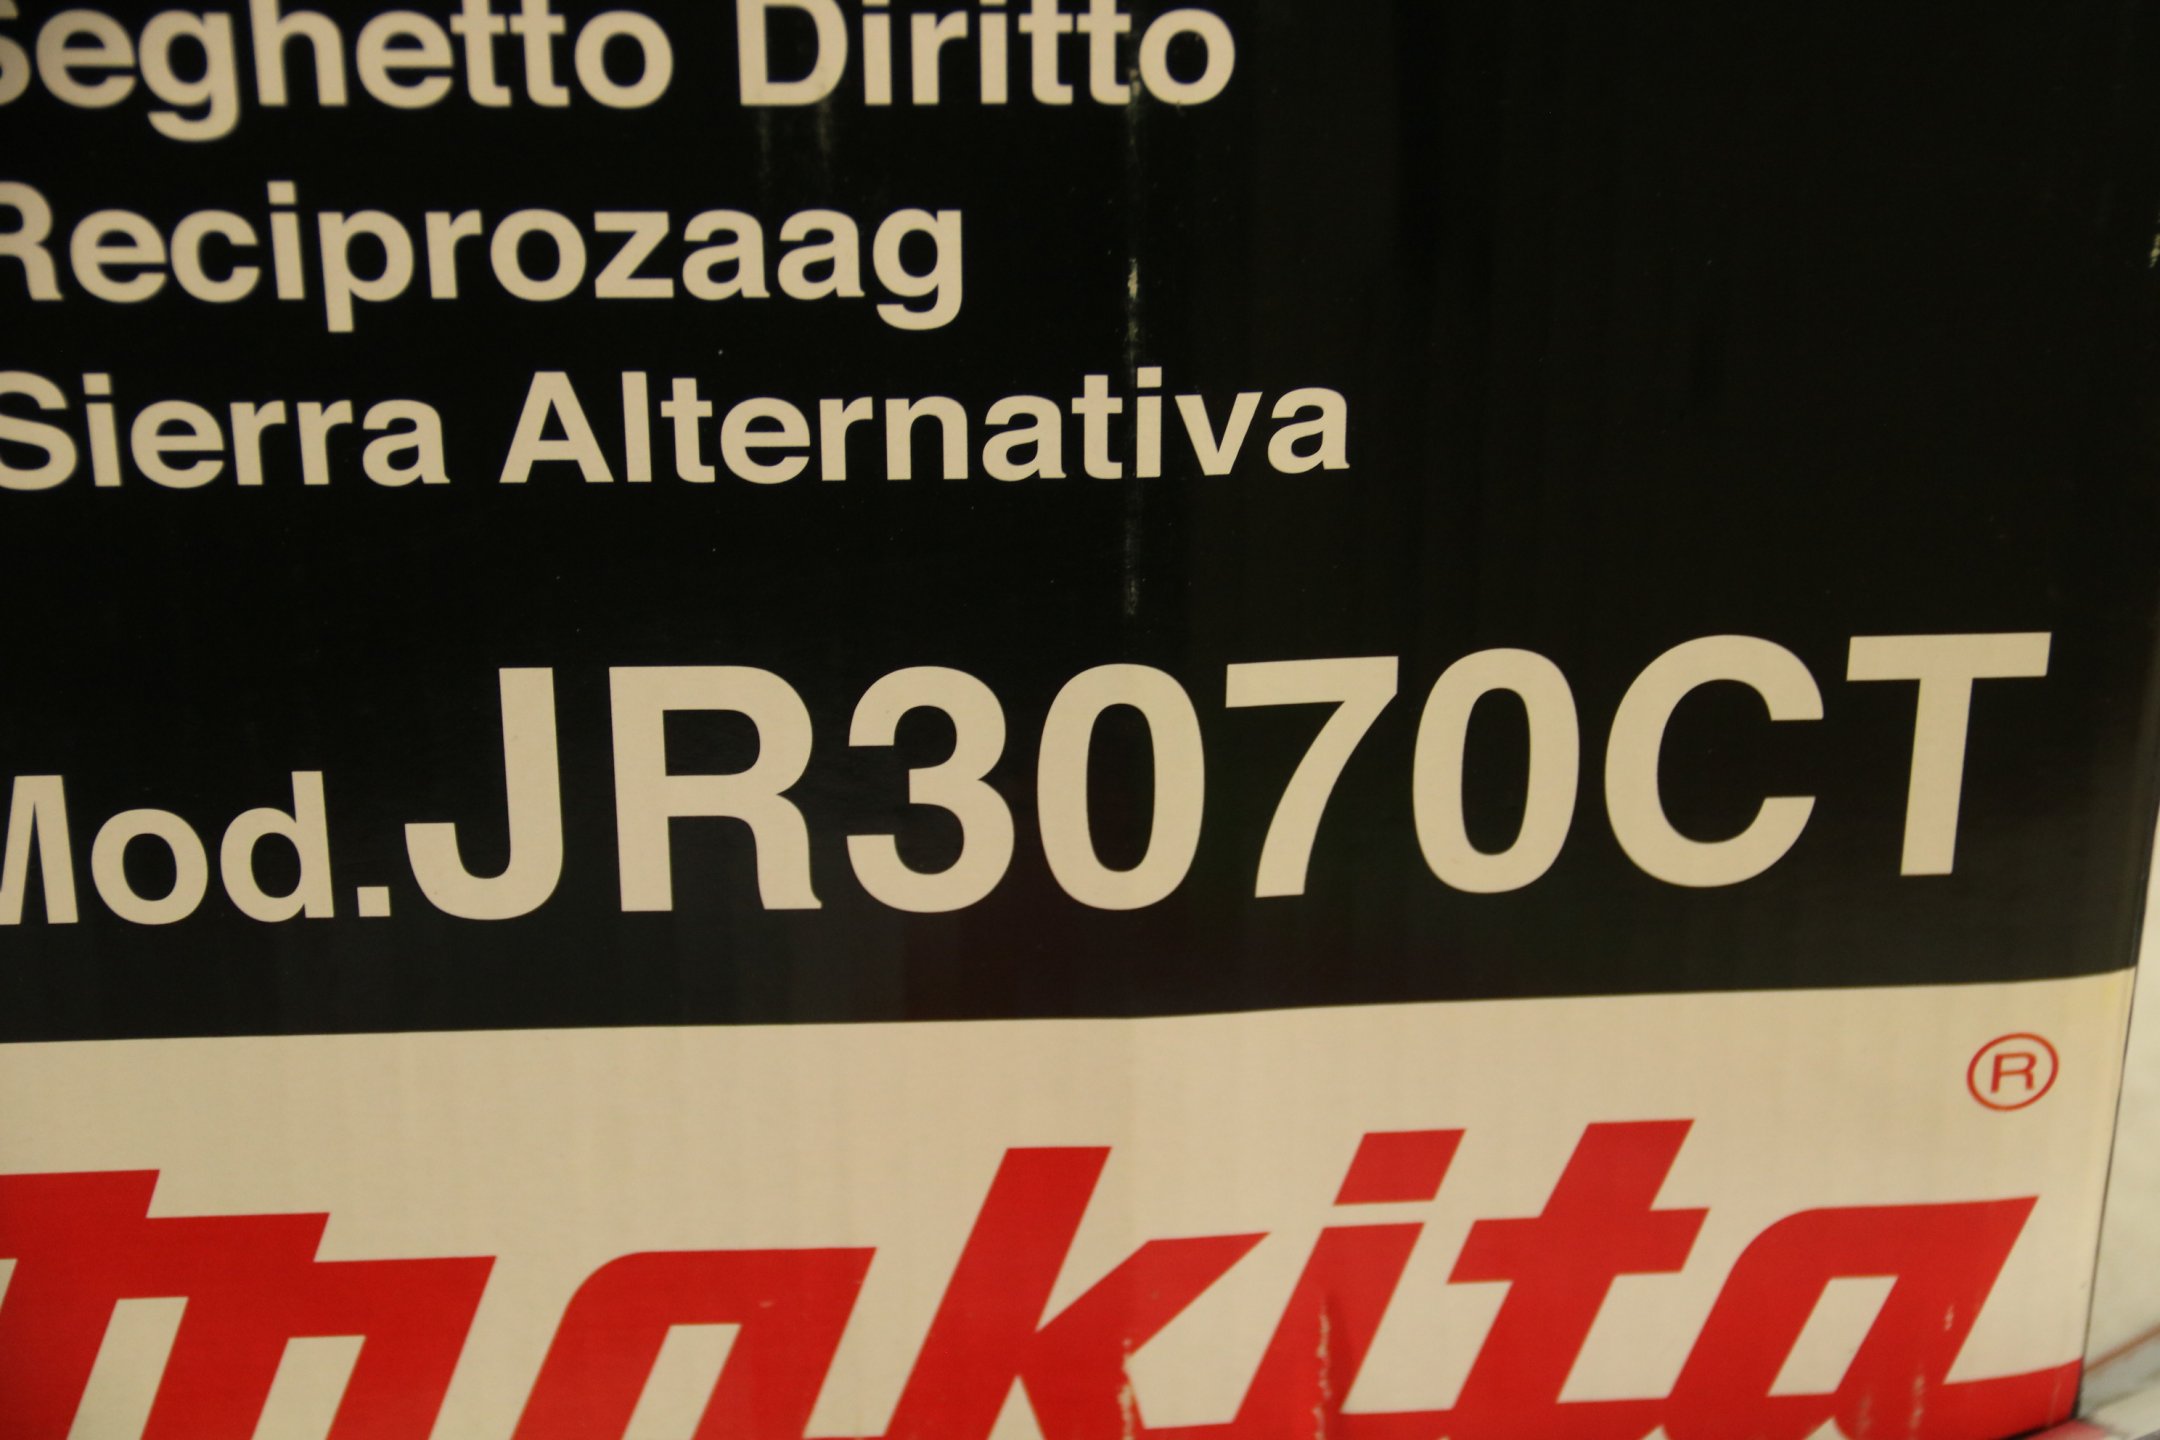 Seghetto Diritto
Reciprozaag
Sierra Alternativa
Mod.JR3070CT
®
makita